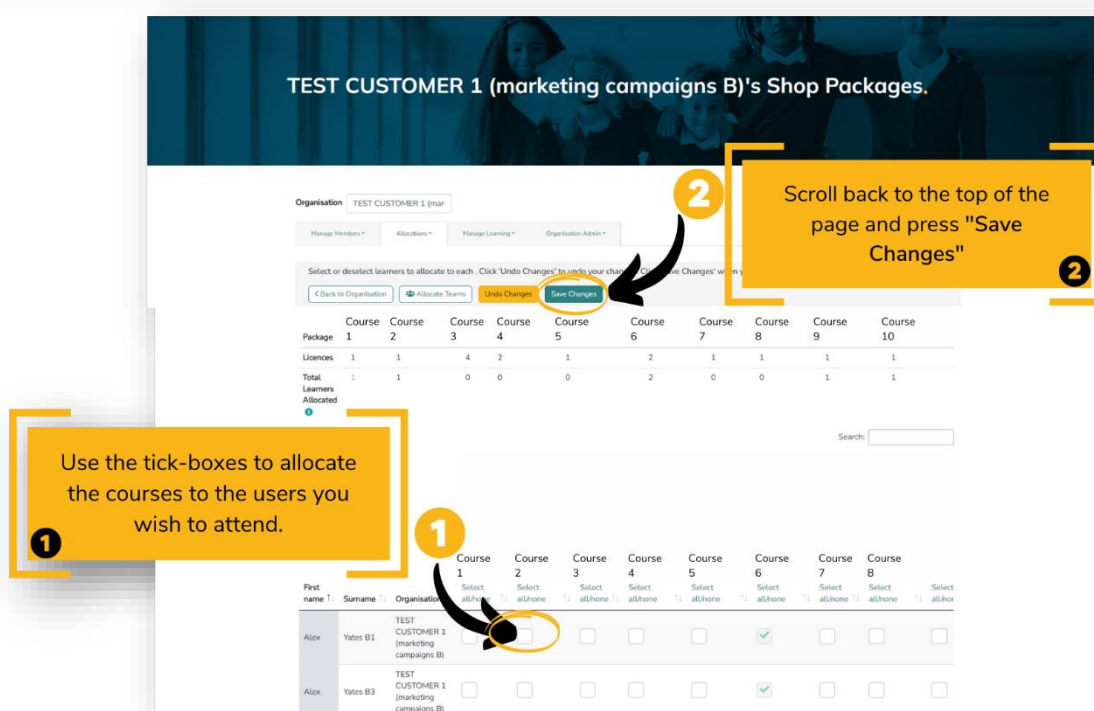 TEST CUSTOMER 1 (marketing campaigns B)'s Shop Packages.
2
Scroll back to the top of the
page and press "Save
Changes"
2
Organisation TEST CUSTOMER 1 (mar
Manage Members Allocations Manage Learning Organisation Admin
Select or deselect learners to allocate to each . Click 'Undo Changes' to undo your Changes' when y
Back to Organisation Allocate Teams Undo Changes Save Changes
Course Course Course Course Course Course Course Course Course Course
Package 1 2 3 4 5 6 7 8 9 10
Licences 1 1 4 2 1 2 1 1 1 1
Total 1 1 0 0 0 2 0 0 1 1
Learners
Allocated
Search:
Use the tick-boxes to allocate
the courses to the users you
wish to attend.
1
1
Course Course Course Course Course Course Course Course
1 2 3 4 5 6 7 8
First Select Select Select Select Select Select Select Select Select
name Surname Organisation all/none all/none all/none all/none all/none all/none all/none all/none
Alex Yates B1 TEST
CUSTOMER 1
(marketing
campaigns B)
Alex Yates B3 TEST
CUSTOMER 1
(marketing
campaigns B)